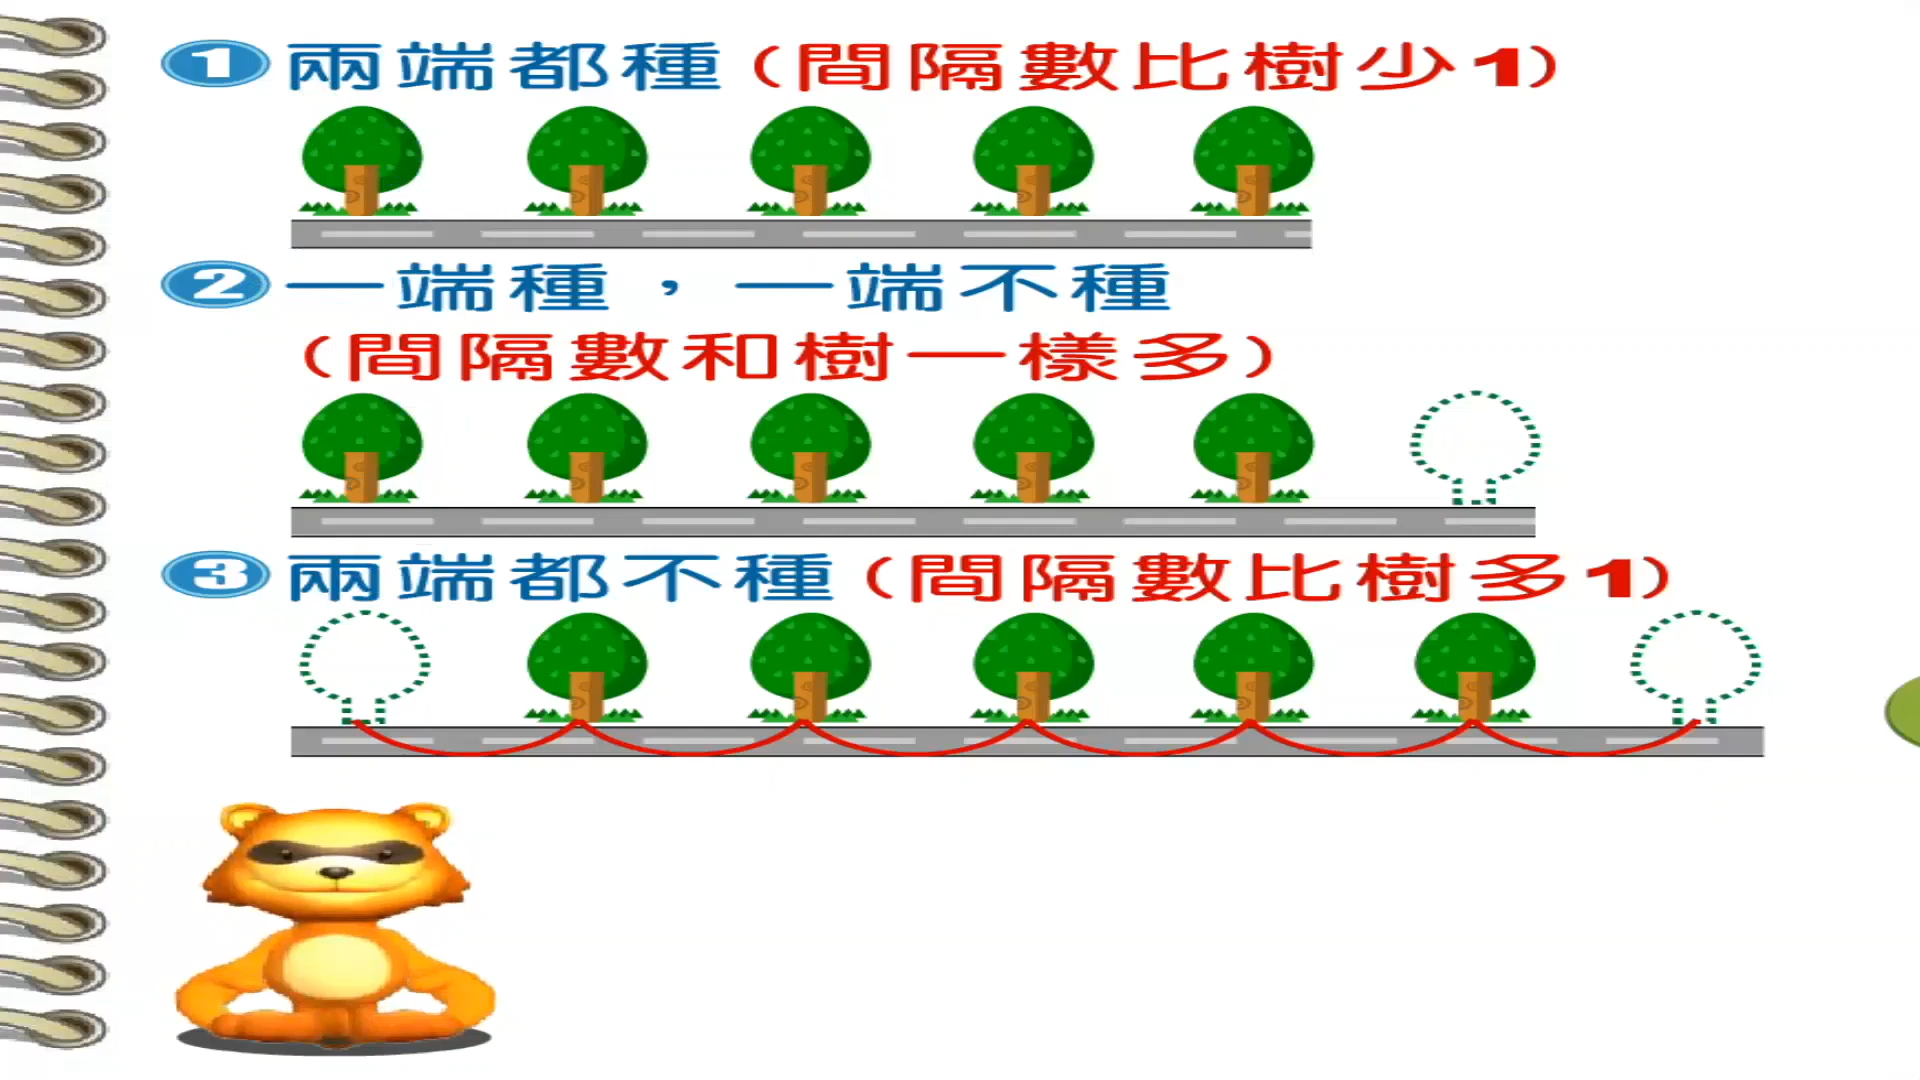 1 兩端都種(間隔數比樹少1)
2 一端種，一端不種
(間隔數和樹一樣多)
3 兩端都不種(間隔數比樹多1)